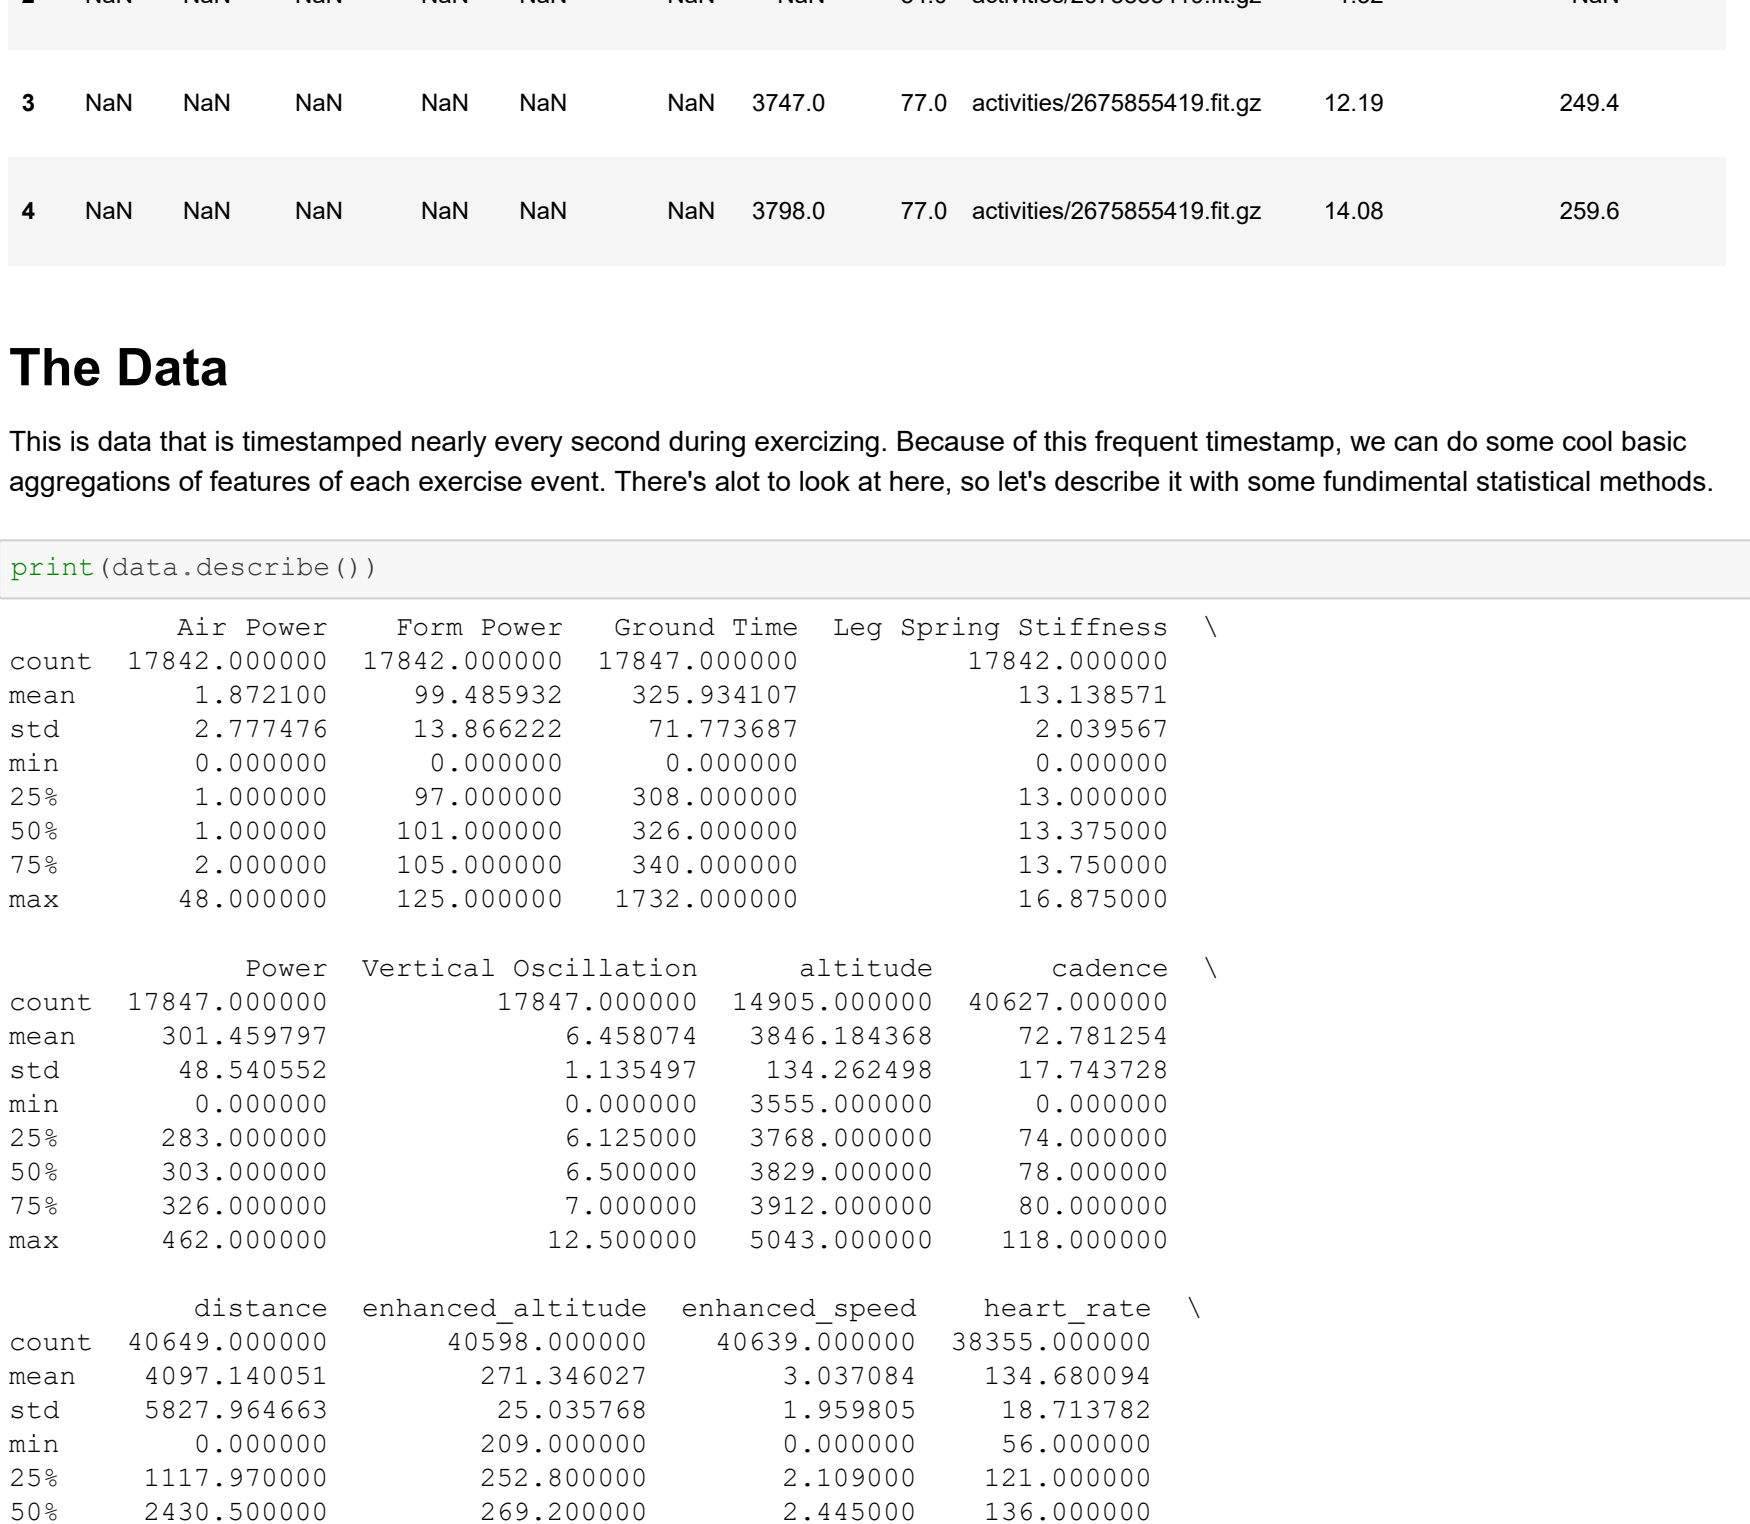 3 NaN NaN NaN NaN NaN NaN 3747.0 77.0 activities/2675855419.fit.gz 12.19 249.4
4 NaN NaN NaN NaN NaN NaN 3798.0 77.0 activities/2675855419.fit.gz 14.08 259.6
The Data
This is data that is timestamped nearly every second during exercizing. Because of this frequent timestamp, we can do some cool basic
aggregations of features of each exercise event. There's alot to look at here, so let's describe it with some fundimental statistical methods.
print(data.describe())
Air Power Form Power Ground Time Leg Spring Stiffness \
count 17842.000000 17842.000000 17847.000000 17842.000000
mean 1.872100 99.485932 325.934107 13.138571
std 2.777476 13.866222 71.773687 2.039567
min 0.000000 0.000000 0.000000 0.000000
25% 1.000000 97.000000 308.000000 13.000000
50% 1.000000 101.000000 326.000000 13.375000
75% 2.000000 105.000000 340.000000 13.750000
max 48.000000 125.000000 1732.000000 16.875000
Power Vertical Oscillation altitude cadence \
count 17847.000000 17847.000000 14905.000000 40627.000000
mean 301.459797 6.458074 3846.184368 72.781254
std 48.540552 1.135497 134.262498 17.743728
min 0.000000 0.000000 3555.000000 0.000000
25% 283.000000 6.125000 3768.000000 74.000000
50% 303.000000 6.500000 3829.000000 78.000000
75% 326.000000 7.000000 3912.000000 80.000000
max 462.000000 12.500000 5043.000000 118.000000
distance enhanced_altitude enhanced_speed heart_rate \
count 40649.000000 40598.000000 40639.000000 38355.000000
mean 4097.140051 271.346027 3.037084 134.680094
std 5827.964663 25.035768 1.959805 18.713782
min 0.000000 209.000000 0.000000 56.000000
25% 1117.970000 252.800000 2.109000 121.000000
50% 2430.500000 269.200000 2.445000 136.000000